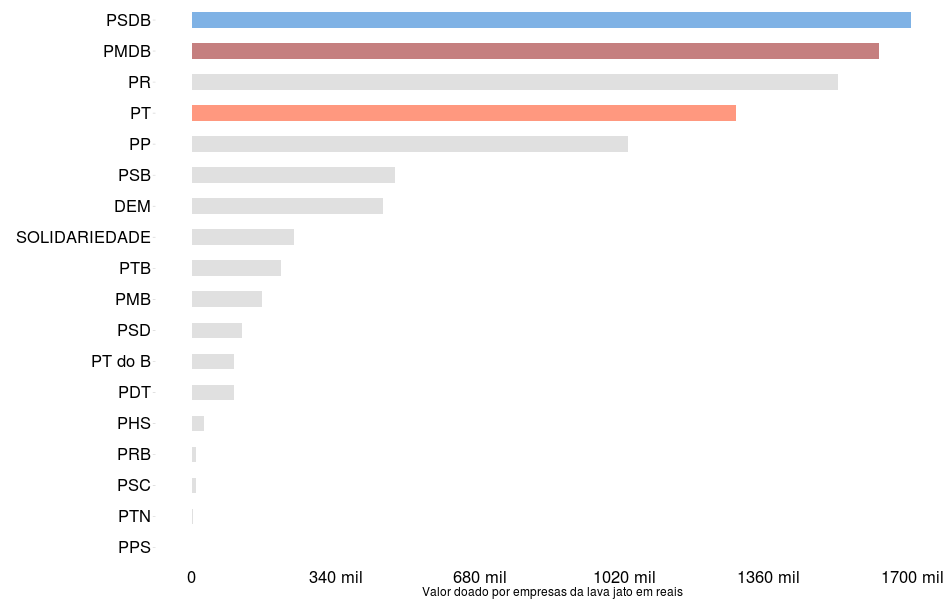 PSDB
PMDB
PR
PT
PP
PSB
DEM
SOLIDARIEDADE
PTB
PMB
PSD
PT do B
PDT
PHS
PRB
PSC
PTN
PPS
0 340 mil 680 mil 1020 mil 1360 mil 1700 mil
Valor doado por empresas da lava jato em reais